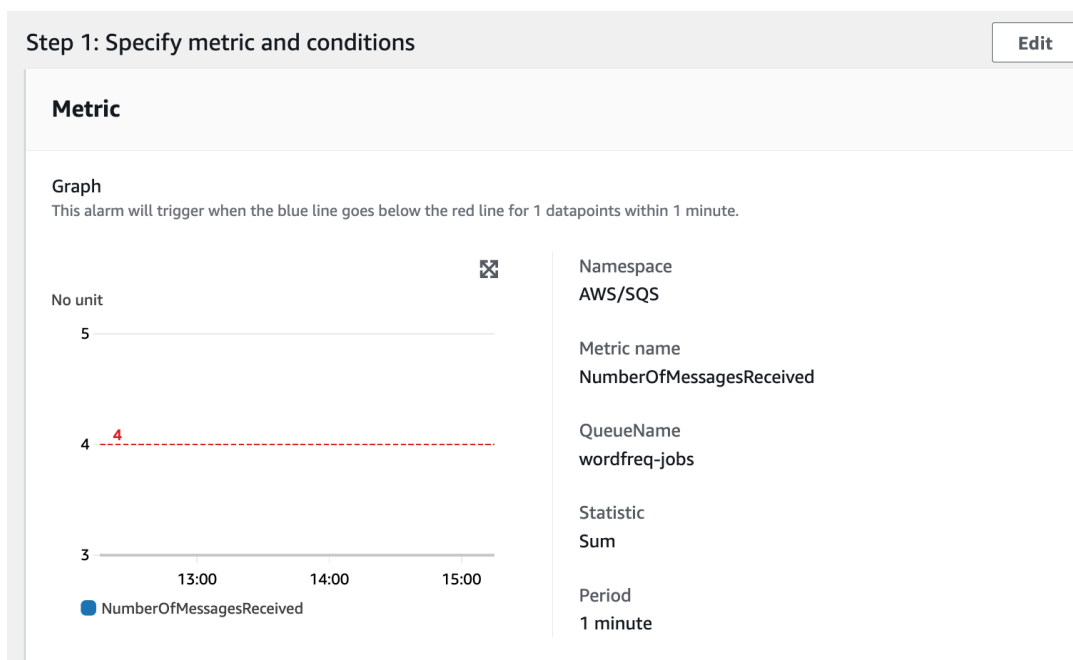 Step 1: Specify metric and conditions
Edit
Metric
Graph
This alarm will trigger when the blue line goes below the red line for 1 datapoints within 1 minute.
No unit
5
4
4
3
13:00 14:00 15:00
NumberOfMessagesReceived
Namespace
AWS/SQS
Metric name
NumberOfMessagesReceived
QueueName
wordfreq-jobs
Statistic
Sum
Period
1 minute